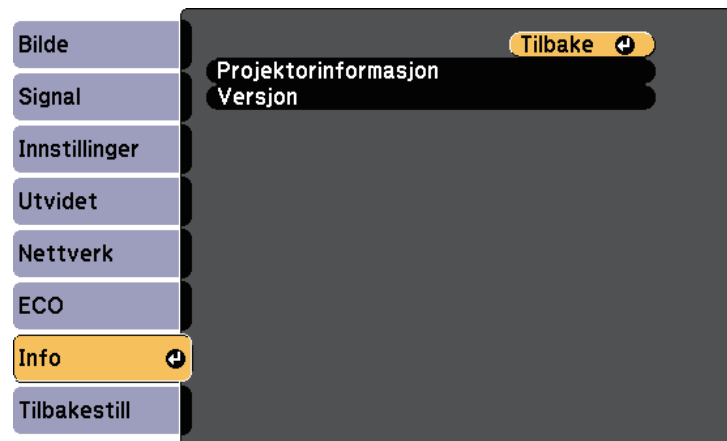 Bilde
Signal
Innstillinger
Utvidet
Nettverk
ECO
Info
Tilbakestill
Tilbake
Projektorinformasjon
Versjon